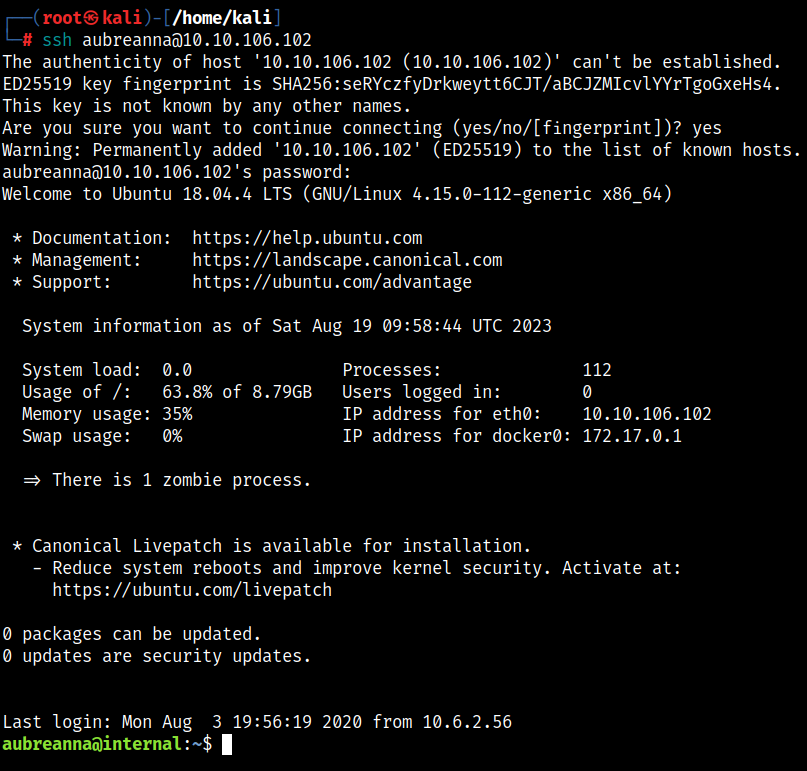 ┌──(root㉿kali)-[/home/kali]
└─# ssh aubreanna@10.10.106.102
The authenticity of host '10.10.106.102 (10.10.106.102)' can't be established.
ED25519 key fingerprint is SHA256:seRYczfyDrkweytt6CJT/aBCJZMIcvlYYrTgoGxeHs4.
This key is not known by any other names.
Are you sure you want to continue connecting (yes/no/[fingerprint])? yes
Warning: Permanently added '10.10.106.102' (ED25519) to the list of known hosts.
aubreanna@10.10.106.102's password:
Welcome to Ubuntu 18.04.4 LTS (GNU/Linux 4.15.0-112-generic x86_64)

 * Documentation:  https://help.ubuntu.com
 * Management:     https://landscape.canonical.com
 * Support:        https://ubuntu.com/advantage

  System information as of Sat Aug 19 09:58:44 UTC 2023

  System load:  0.0               Processes:              112
  Usage of /:   63.8% of 8.79GB   Users logged in:        0
  Memory usage: 35%               IP address for eth0:    10.10.106.102
  Swap usage:   0%                IP address for docker0: 172.17.0.1

  => There is 1 zombie process.

 * Canonical Livepatch is available for installation.
   - Reduce system reboots and improve kernel security. Activate at:
     https://ubuntu.com/livepatch

0 packages can be updated.
0 updates are security updates.

Last login: Mon Aug  3 19:56:19 2020 from 10.6.2.56
aubreanna@internal:~$